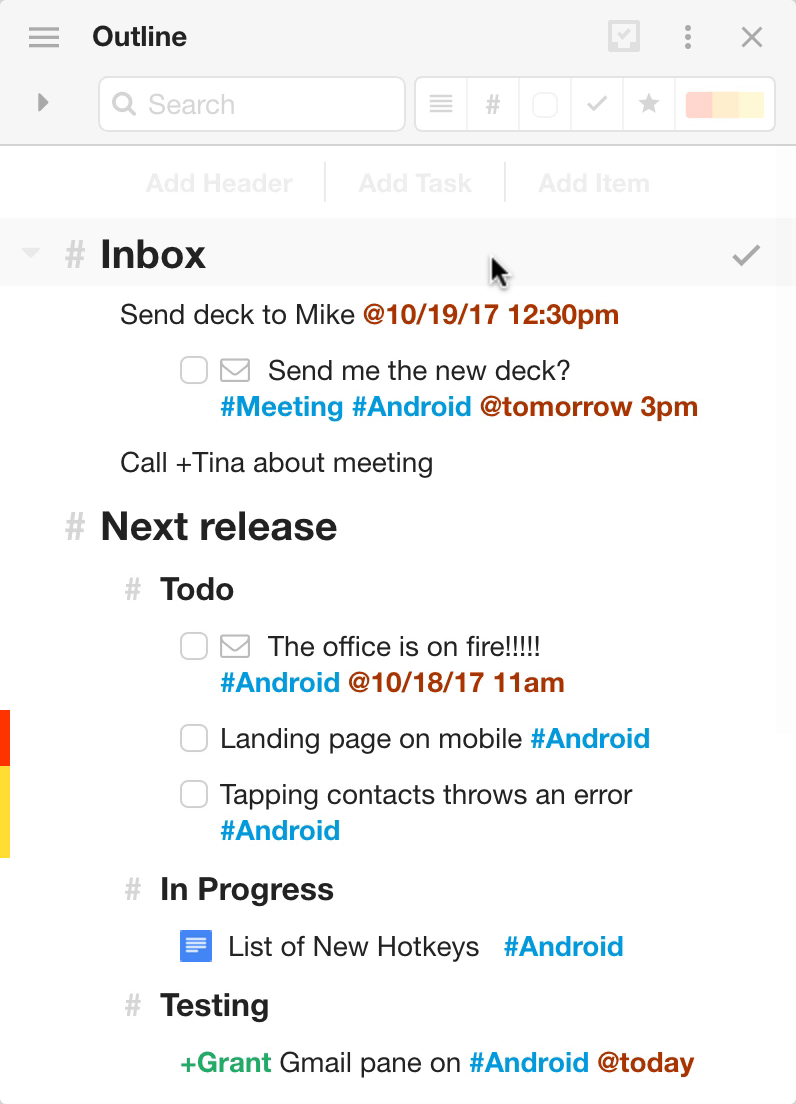 Outline
Search
#
Add Header
Add Task
Add Item
# Inbox
Send deck to Mike @10/19/17 12:30pm
Send me the new deck?
#Meeting #Android @tomorrow 3pm
Call +Tina about meeting
# Next release
# Todo
The office is on fire!!!!!
#Android @10/18/17 11am
Landing page on mobile #Android
Tapping contacts throws an error
#Android
# In Progress
List of New Hotkeys #Android
# Testing
+Grant Gmail pane on #Android @today